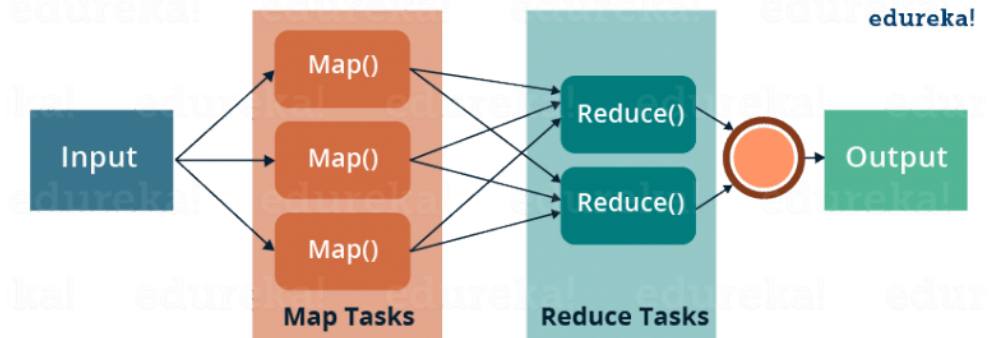 edureka!
Input
Map()
Map()
Map()
Map Tasks
Reduce()
Reduce()
Reduce Tasks
Output